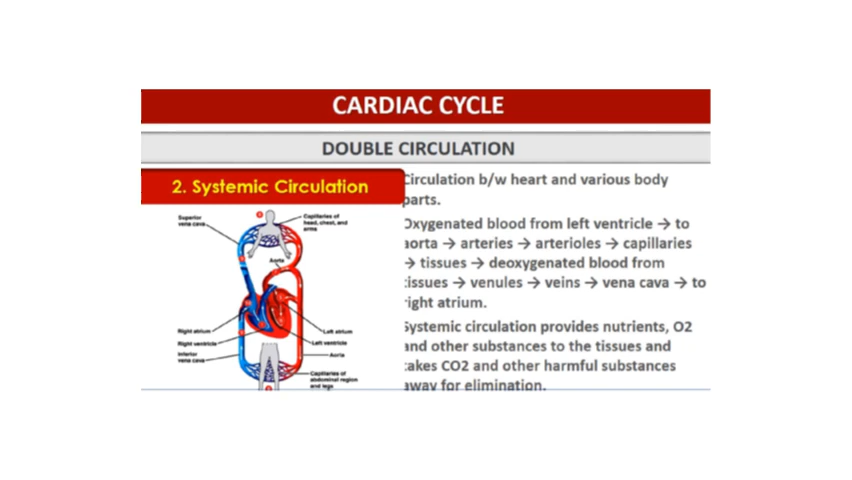 CARDIAC CYCLE
DOUBLE CIRCULATION
2. Systemic Circulation
Circulation b/w heart and various body
parts.
Oxygenated blood from left ventricle → to
aorta → arteries → arterioles → capillaries
→ tissues → deoxygenated blood from
tissues → venules → veins → vena cava → to
right atrium.
Systemic circulation provides nutrients, O2
and other substances to the tissues and
takes CO2 and other harmful substances
away for elimination.
Superior
vena cava
Capillaries of
head, chest, and
arms
Aorta
Right atrium
Right ventricle
Inferior
vena cava
Left atrium
Left ventricle
Aorta
Capillaries of
abdominal region
and legs